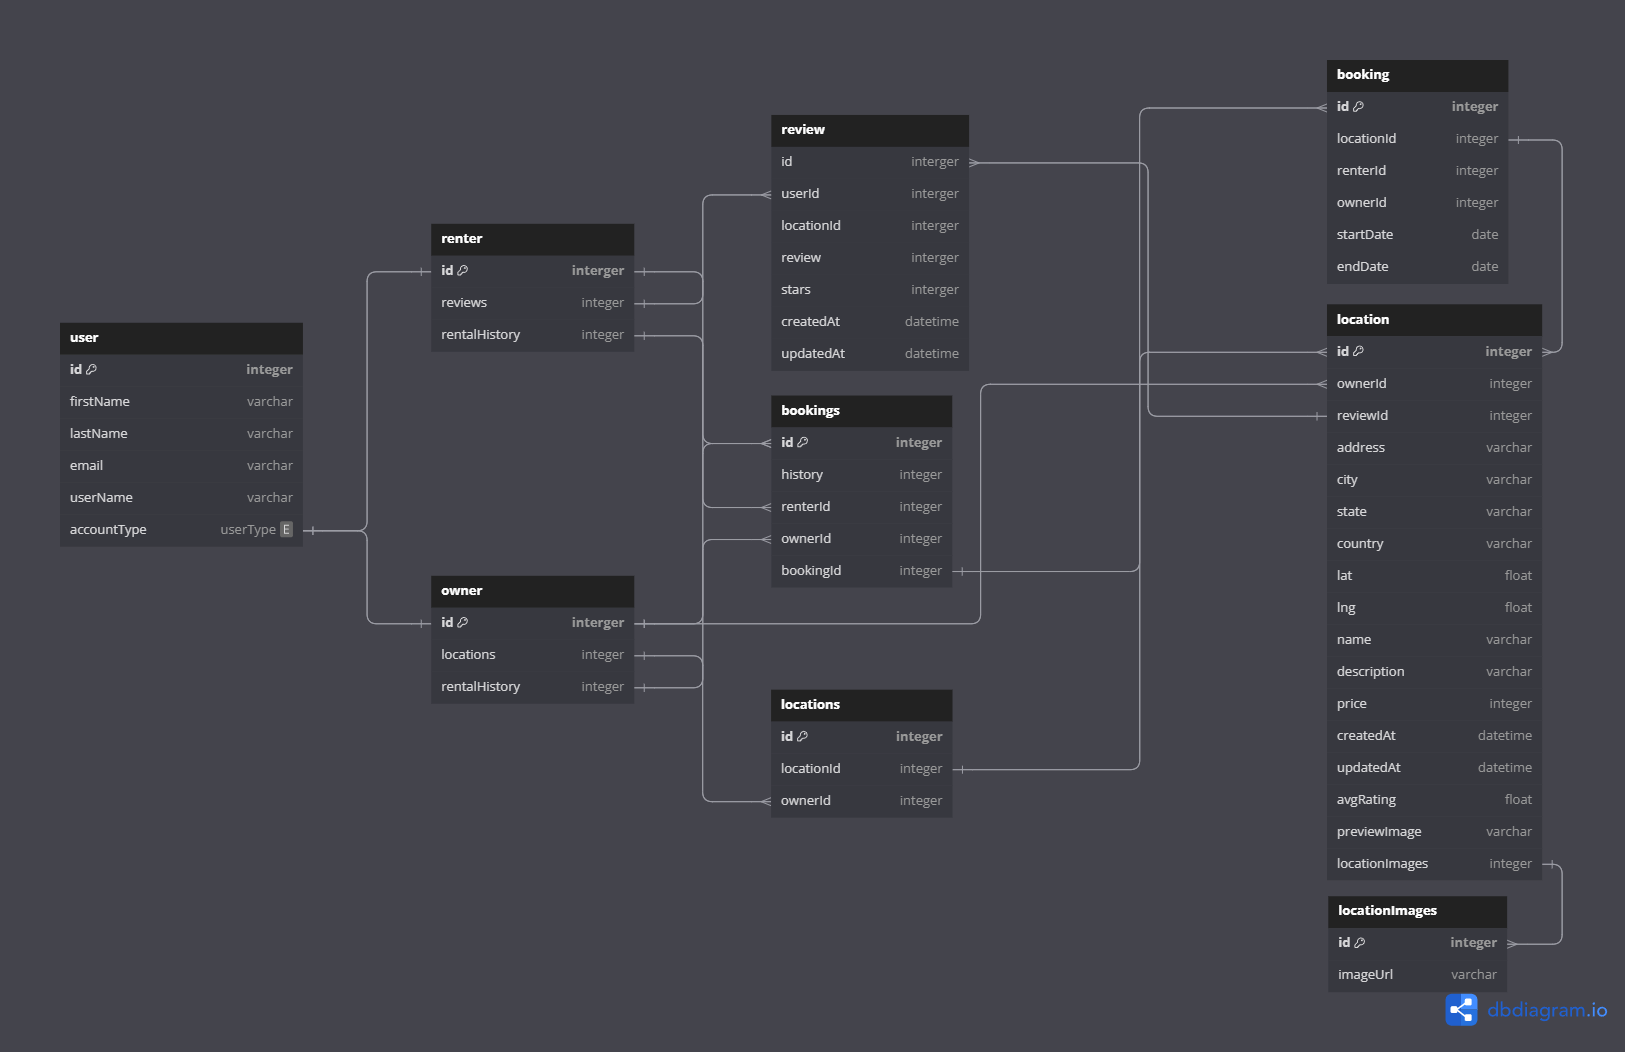 user
id integer
firstName varchar
lastName varchar
email varchar
userName varchar
accountType userType E
renter
id interger
reviews integer
rentalHistory integer
owner
id interger
locations integer
rentalHistory integer
review
id interger
userId interger
locationId interger
review interger
stars interger
createdAt datetime
updatedAt datetime
bookings
id integer
history integer
renterId integer
ownerId integer
bookingId integer
locations
id integer
locationId integer
ownerId integer
booking
id integer
locationId integer
renterId integer
ownerId integer
startDate date
endDate date
location
id integer
ownerId integer
reviewId integer
address varchar
city varchar
state varchar
country varchar
lat float
lng float
name varchar
description varchar
price integer
createdAt datetime
updatedAt datetime
avgRating float
previewImage varchar
locationImages integer
locationImages
id integer
imageUrl varchar
dbdiagram.io